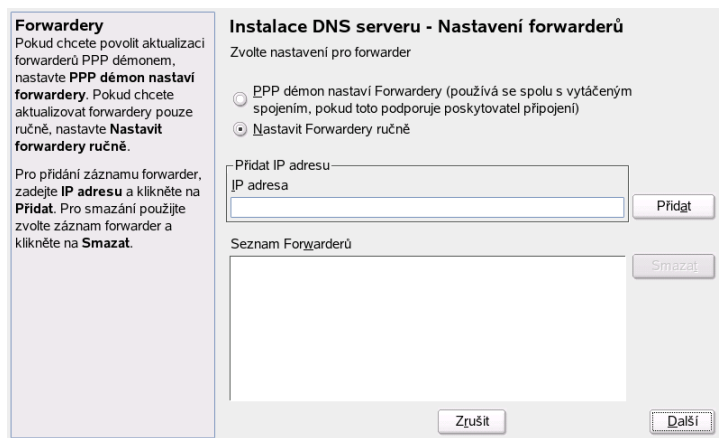 Forwardery
Pokud chcete povolit aktualizaci
forwarderů PPP démonem,
nastavte PPP démon nastaví
forwardery. Pokud chcete
aktualizovat forwardery pouze
ručně, nastavte Nastavit
forwardery ručně.
Pro přidání záznamu forwarder,
zadejte IP adresu a klikněte na
Přidat. Pro smazání použijte
zvolte záznam forwarder a
klikněte na Smazat.
Instalace DNS serveru - Nastavení forwarderů
Zvolte nastavení pro forwarder
PPP démon nastaví Forwardery (používá se spolu s vytáčeným
spojením, pokud toto podporuje poskytovatel připojení)
Nastavit Forwardery ručně
Přidat IP adresu
IP adresa
Přidat
Seznam Forwarderů
Smazat
Zrušit
Další